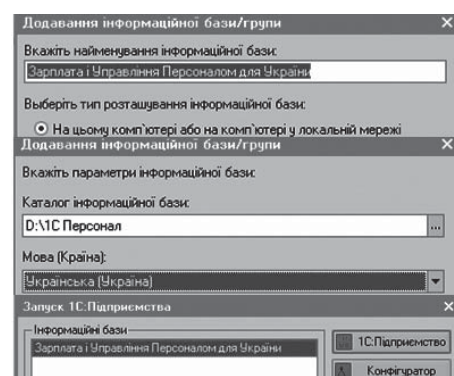 Додавання інформаційної бази/групи
Вкажіть найменування інформаційної бази:
Зарплата і Управління Персоналом для України
Выберіть тип розташування інформаційної бази:
На цьому комп'ютері або на комп'ютері у локальній мережі
Додавання інформаційної бази/групи
Вкажіть параметри інформаційної бази:
Каталог інформаційної бази:
D:\1С Персонал
...
Мова (Країна):
Українська (Україна)
Запуск 1С:Підприємства
Інформаційні бази
Зарплата і Управління Персоналом для України
1С:Підприємство
Конфігуратор